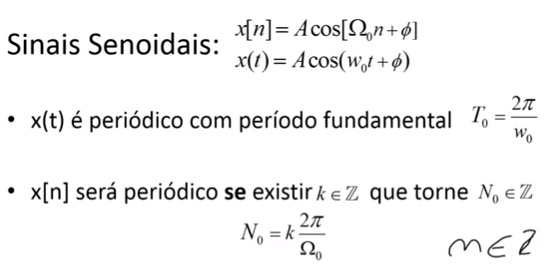 Sinais Senoidais: x[n] = A cos[Ω₀n + ϕ]
x(t) = A cos(w₀t + ϕ)
• x(t) é periódico com período fundamental T₀ = 2π / w₀
• x[n] será periódico se existir k ∈ ℤ que torne N₀ ∈ ℤ
N₀ = k 2π / Ω₀
n ∈ Z